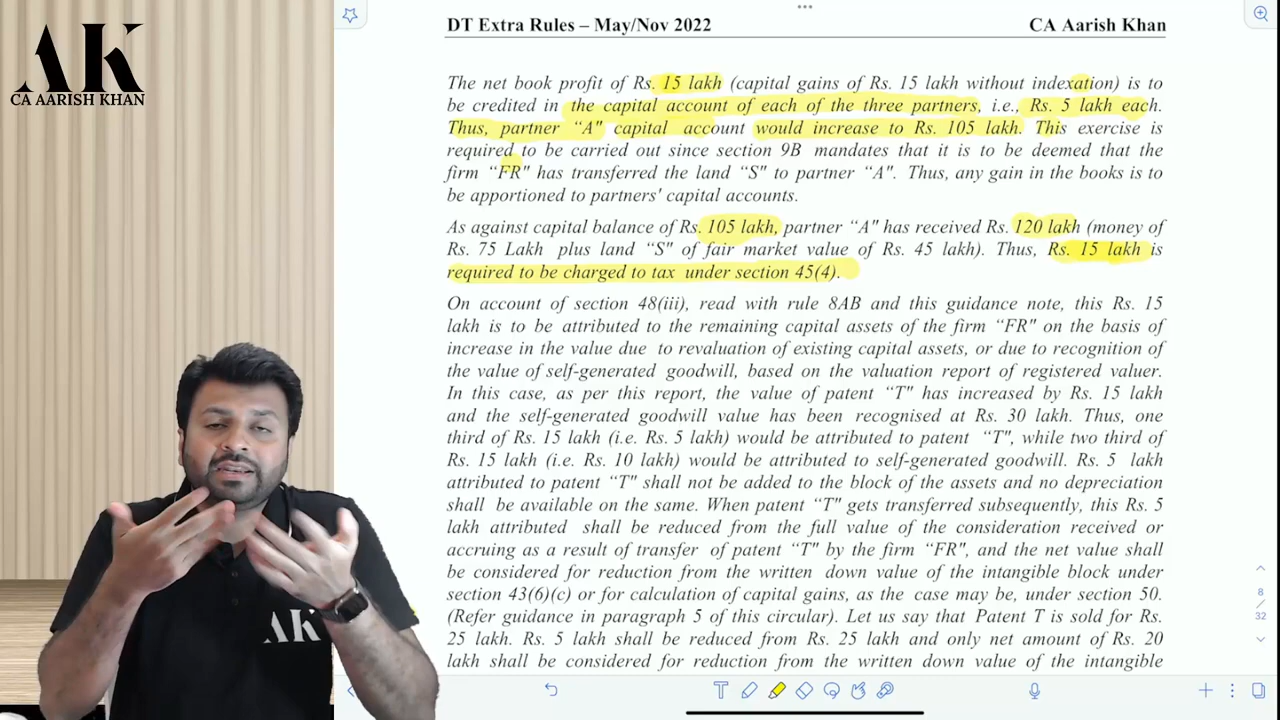 AK
CA AARISH KHAN
DT Extra Rules – May/Nov 2022
CA Aarish Khan
The net book profit of Rs. 15 lakh (capital gains of Rs. 15 lakh without indexation) is to
be credited in the capital account of each of the three partners, i.e., Rs. 5 lakh each.
Thus, partner “A" capital account would increase to Rs. 105 lakh. This exercise is
required to be carried out since section 9B mandates that it is to be deemed that the
firm “FR" has transferred the land “S" to partner “A". Thus, any gain in the books is to
be apportioned to partners' capital accounts.
As against capital balance of Rs. 105 lakh, partner “A" has received Rs. 120 lakh (money of
Rs. 75 Lakh plus land “S" of fair market value of Rs. 45 lakh). Thus, Rs. 15 lakh is
required to be charged to tax under section 45(4).
On account of section 48(iii), read with rule 8AB and this guidance note, this Rs. 15
lakh is to be attributed to the remaining capital assets of the firm “FR" on the basis of
increase in the value due to revaluation of existing capital assets, or due to recognition of
the value of self-generated goodwill, based on the valuation report of registered valuer.
In this case, as per this report, the value of patent “T" has increased by Rs. 15 lakh
and the self-generated goodwill value has been recognised at Rs. 30 lakh. Thus, one
third of Rs. 15 lakh (i.e. Rs. 5 lakh) would be attributed to patent “T", while two third of
Rs. 15 lakh (i.e. Rs. 10 lakh) would be attributed to self-generated goodwill. Rs. 5 lakh
attributed to patent “T" shall not be added to the block of the assets and no depreciation
shall be available on the same. When patent “T" gets transferred subsequently, this Rs. 5
lakh attributed shall be reduced from the full value of the consideration received or
accruing as a result of transfer of patent “T" by the firm “FR", and the net value shall
be considered for reduction from the written down value of the intangible block under
section 43(6)(c) or for calculation of capital gains, as the case may be, under section 50.
(Refer guidance in paragraph 5 of this circular). Let us say that Patent T is sold for Rs.
25 lakh. Rs. 5 lakh shall be reduced from Rs. 25 lakh and only net amount of Rs. 20
lakh shall be considered for reduction from the written down value of the intangible
AK
8
/
32